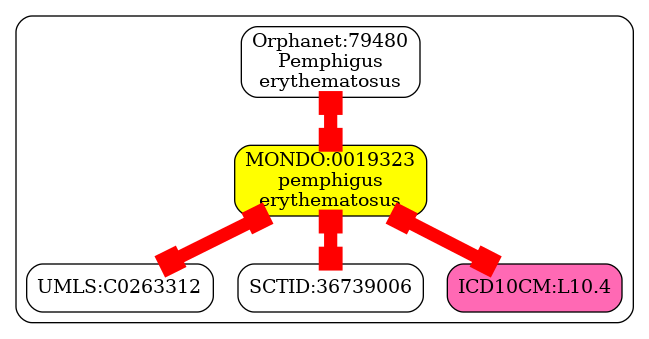 Orphanet:79480
Pemphigus
erythematosus
MONDO:0019323
pemphigus
erythematosus
UMLS:C0263312
SCTID:36739006
ICD10CM:L10.4